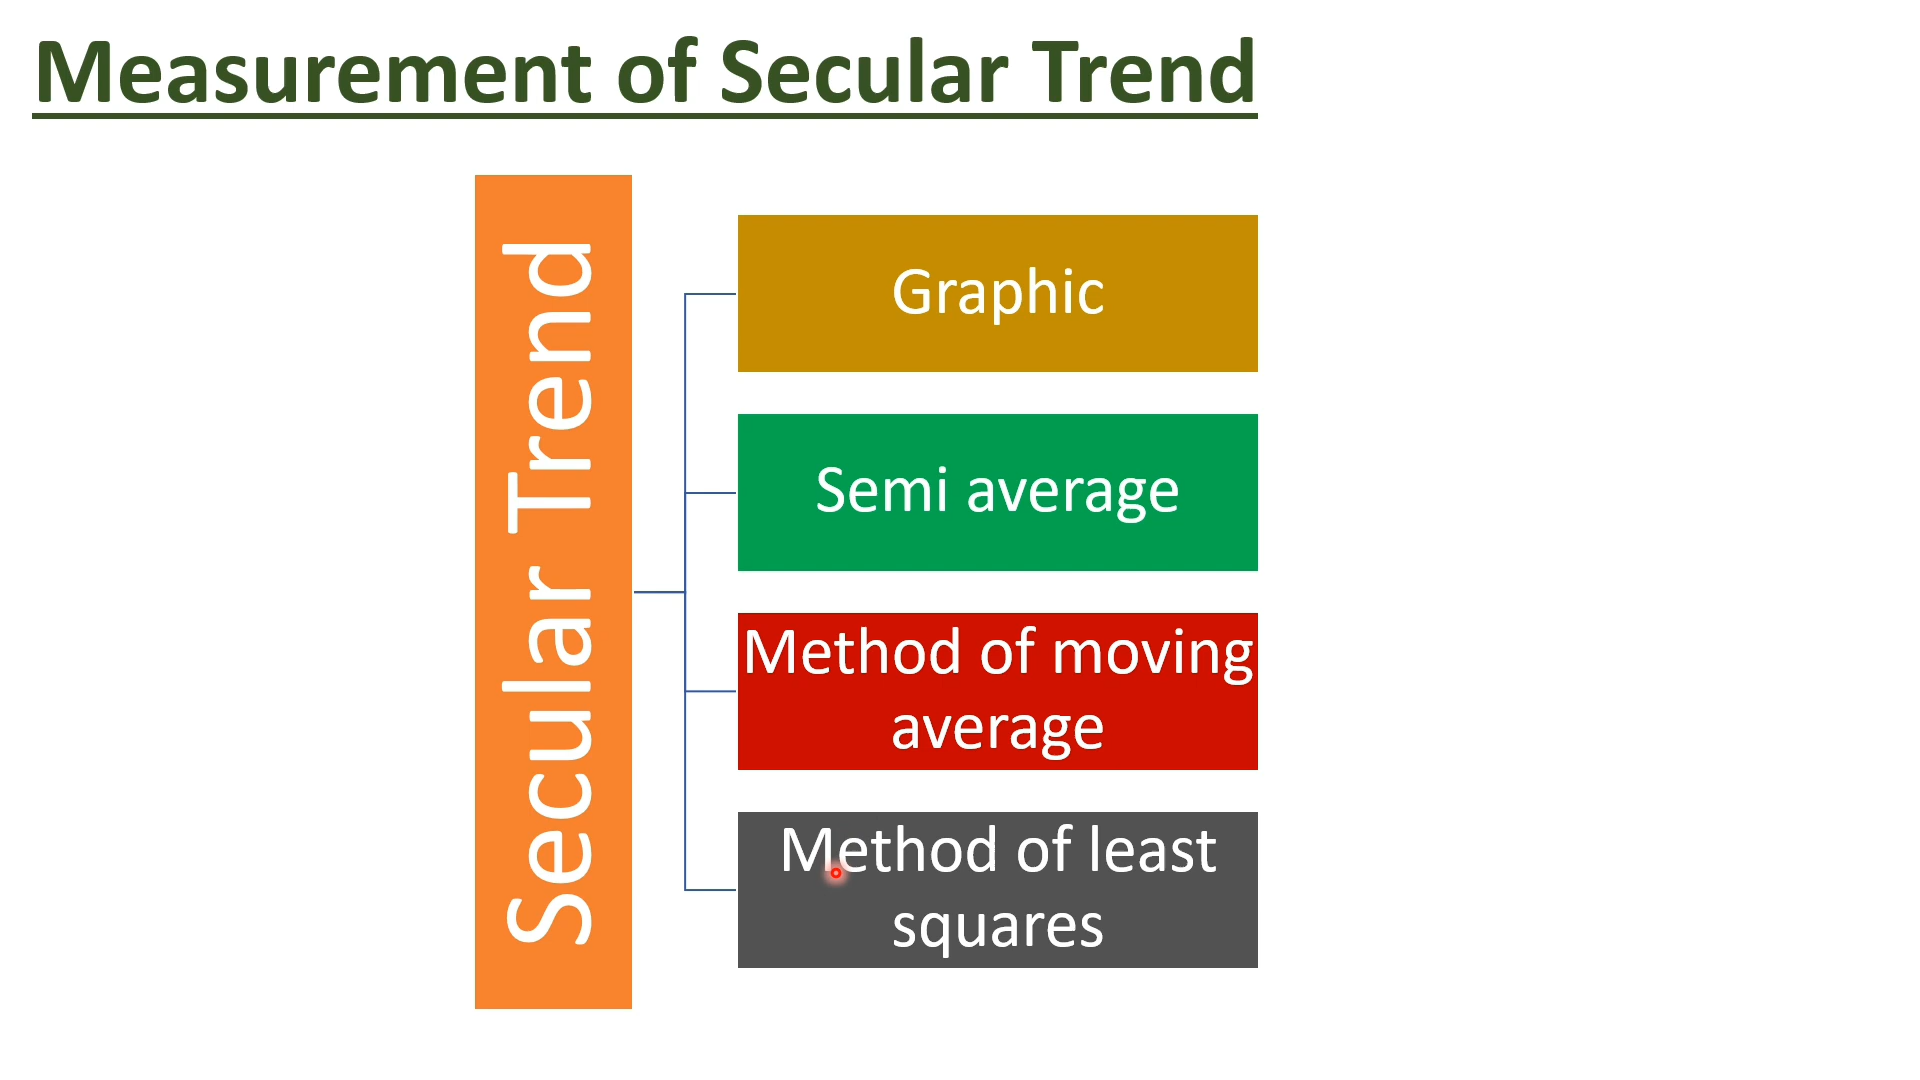 Measurement of Secular Trend
Secular Trend
Graphic
Semi average
Method of moving
average
Method of least
squares